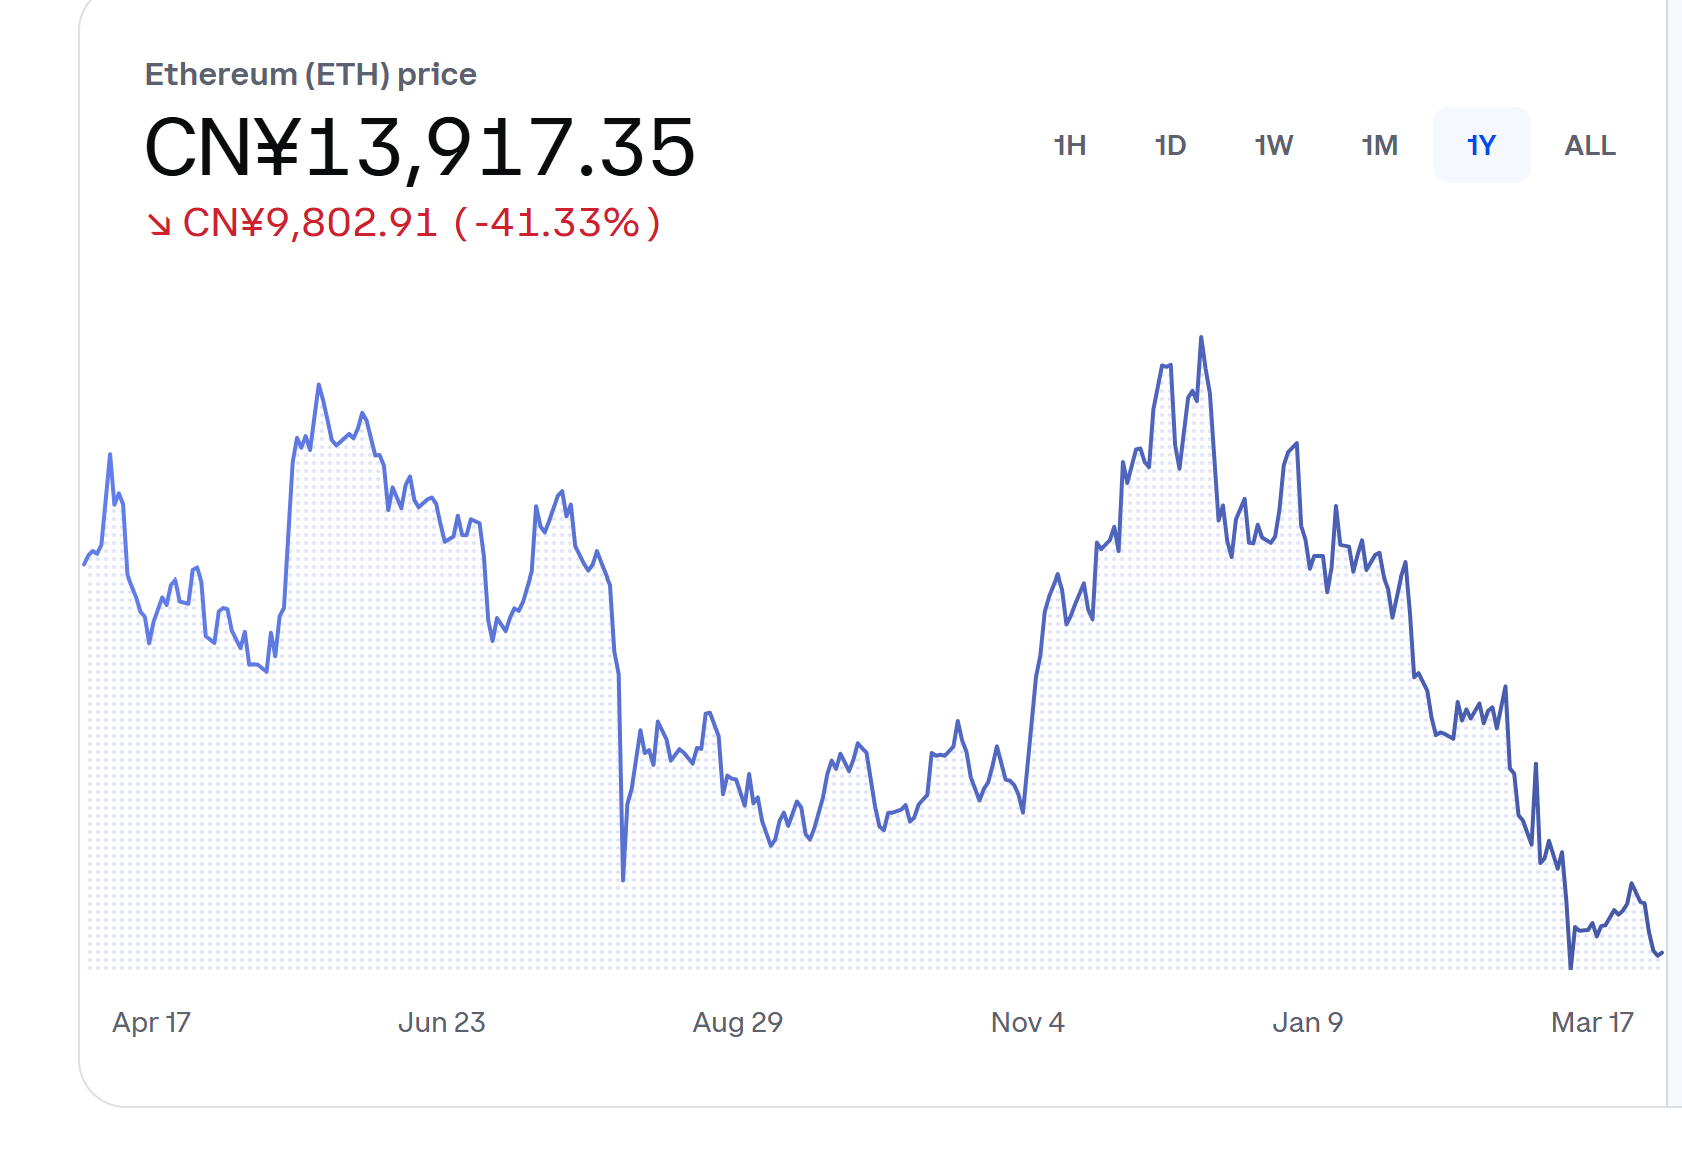 Ethereum (ETH) price
CN¥13,917.35
↘ CN¥9,802.91 (-41.33%)
1H 1D 1W 1M 1Y ALL
Apr 17 Jun 23 Aug 29 Nov 4 Jan 9 Mar 17